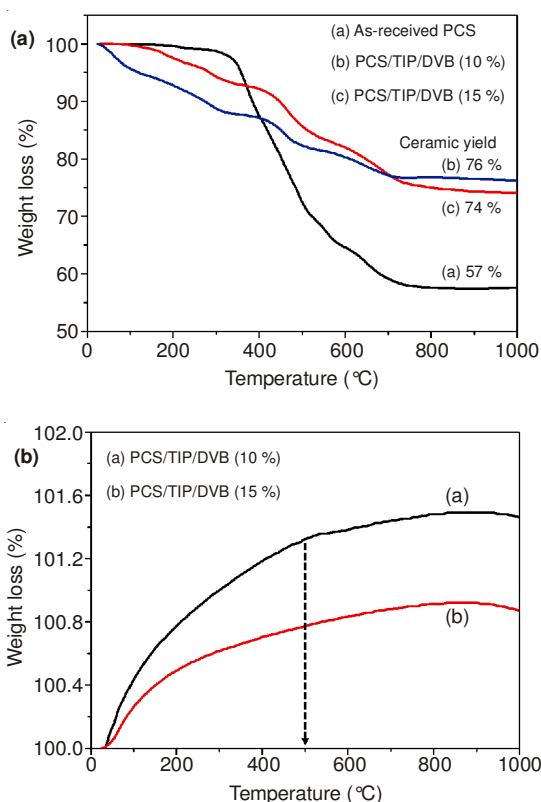 (a)
(a) As-received PCS
(b) PCS/TIP/DVB (10 %)
(c) PCS/TIP/DVB (15 %)
Ceramic yield
(b) 76 %
(c) 74 %
(a) 57 %
100
90
80
70
60
50
Weight loss (%)
0 200 400 600 800 1000
Temperature (°C)
(b)
(a) PCS/TIP/DVB (10 %)
(b) PCS/TIP/DVB (15 %)
(a)
(b)
102.0
101.6
101.2
100.8
100.4
100.0
Weight loss (%)
0 200 400 600 800 1000
Temperature (°C)